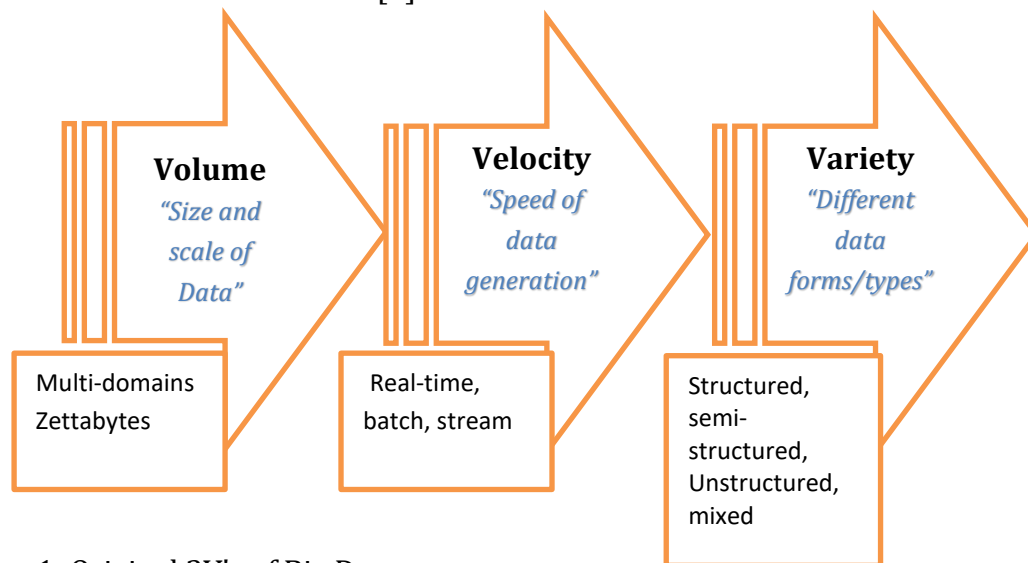 Volume
“Size and
scale of
Data”
Multi-domains
Zettabytes
Velocity
“Speed of
data
generation”
Real-time,
batch, stream
Variety
“Different
data
forms/types”
Structured,
semi-
structured,
Unstructured,
mixed